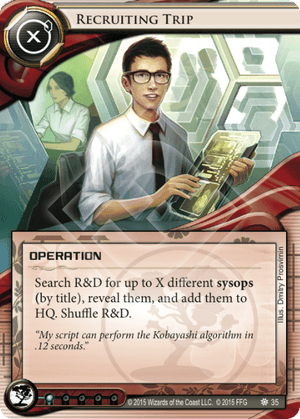 X
RECRUITING TRIP
OPERATION
Search R&D for up to X different sysops
(by title), reveal them, and add them to
HQ. Shuffle R&D.
"My script can perform the Kobayashi algorithm in
.12 seconds."
Illus. Dmitry Prosvirnin
© 2015 Wizards of the Coast LLC. © 2015 FFG 35